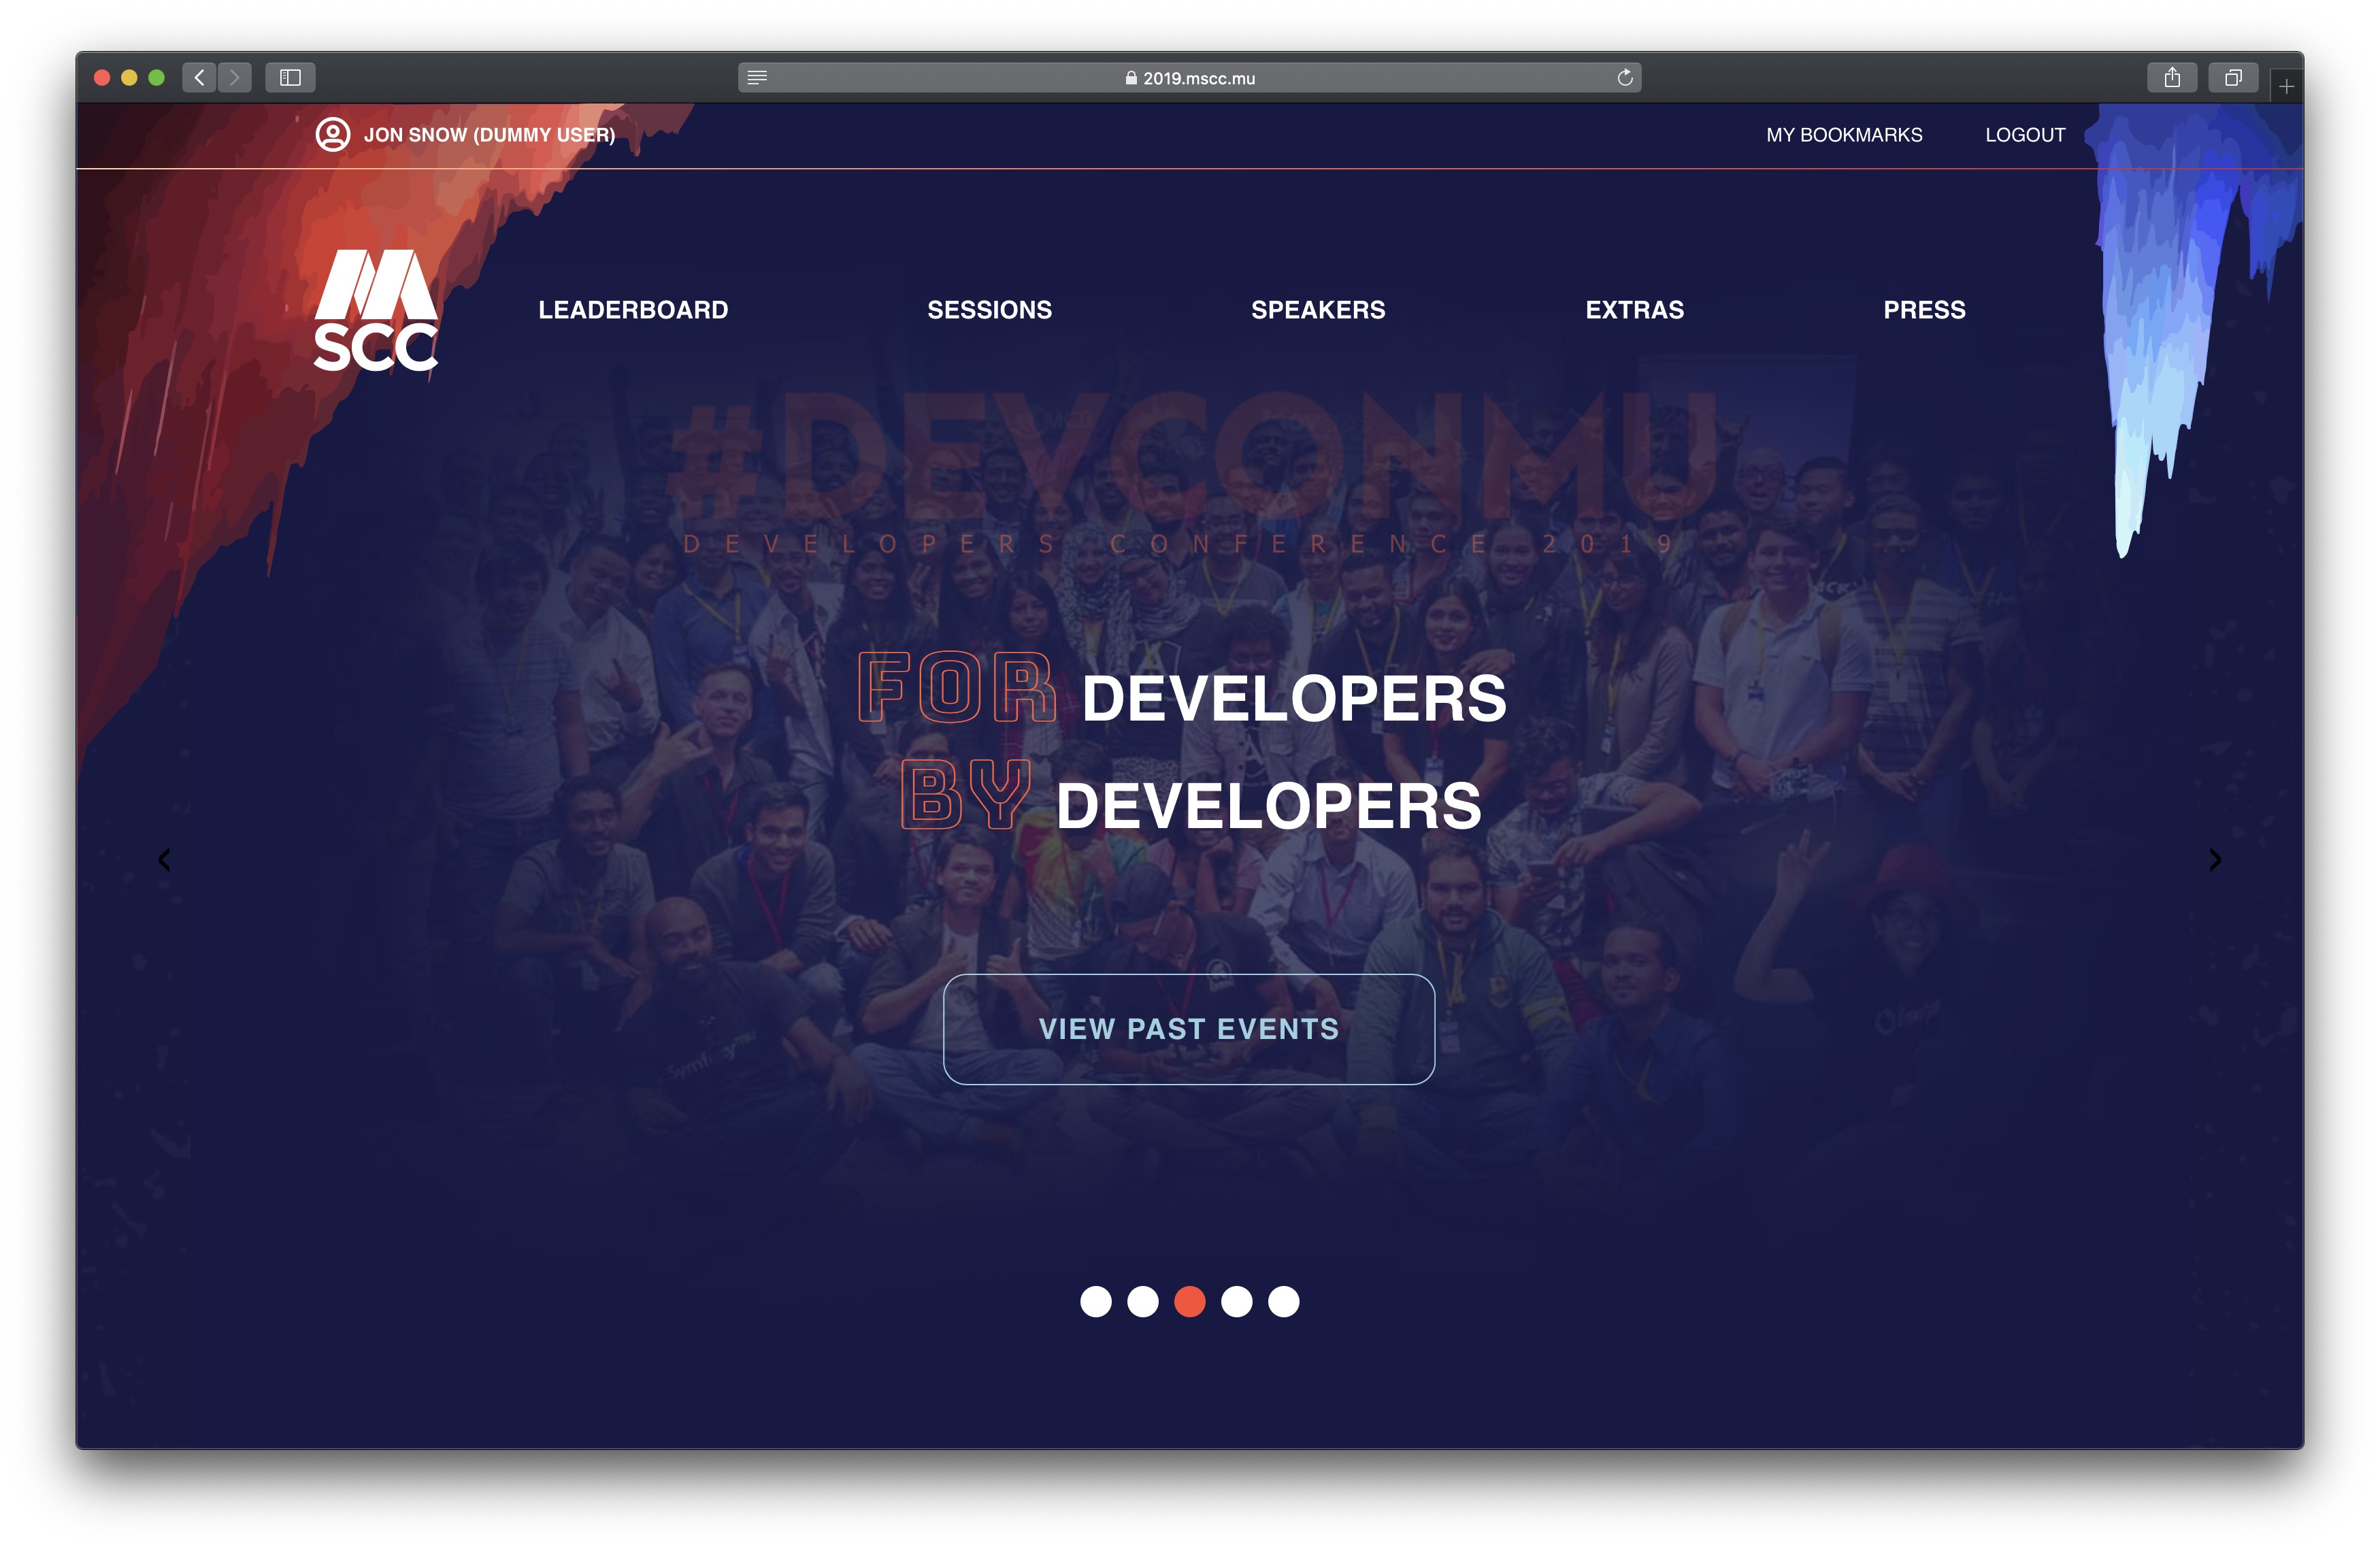 2019.mscc.mu
JON SNOW (DUMMY USER)
MY BOOKMARKS
LOGOUT
MSCC
LEADERBOARD
SESSIONS
SPEAKERS
EXTRAS
PRESS
#DEVCONMU
DEVELOPERS CONFERENCE 2019
FOR DEVELOPERS
BY DEVELOPERS
VIEW PAST EVENTS